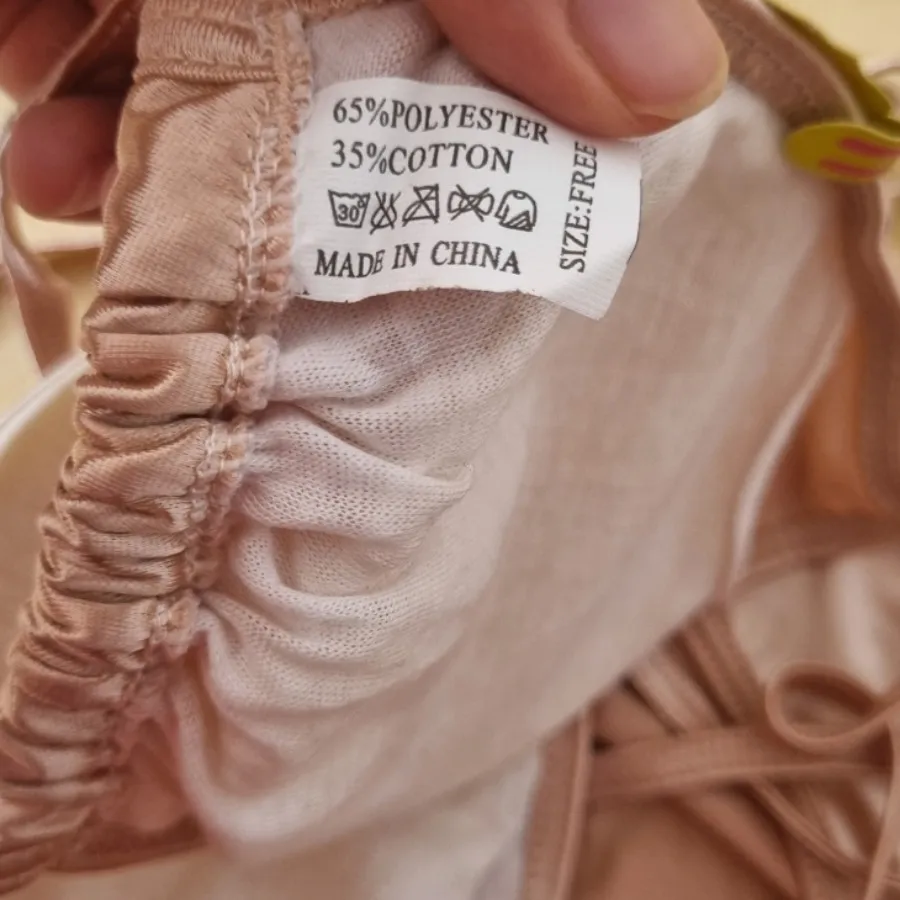 65%POLYESTER
35%COTTON
30°
MADE IN CHINA
SIZE:FREE